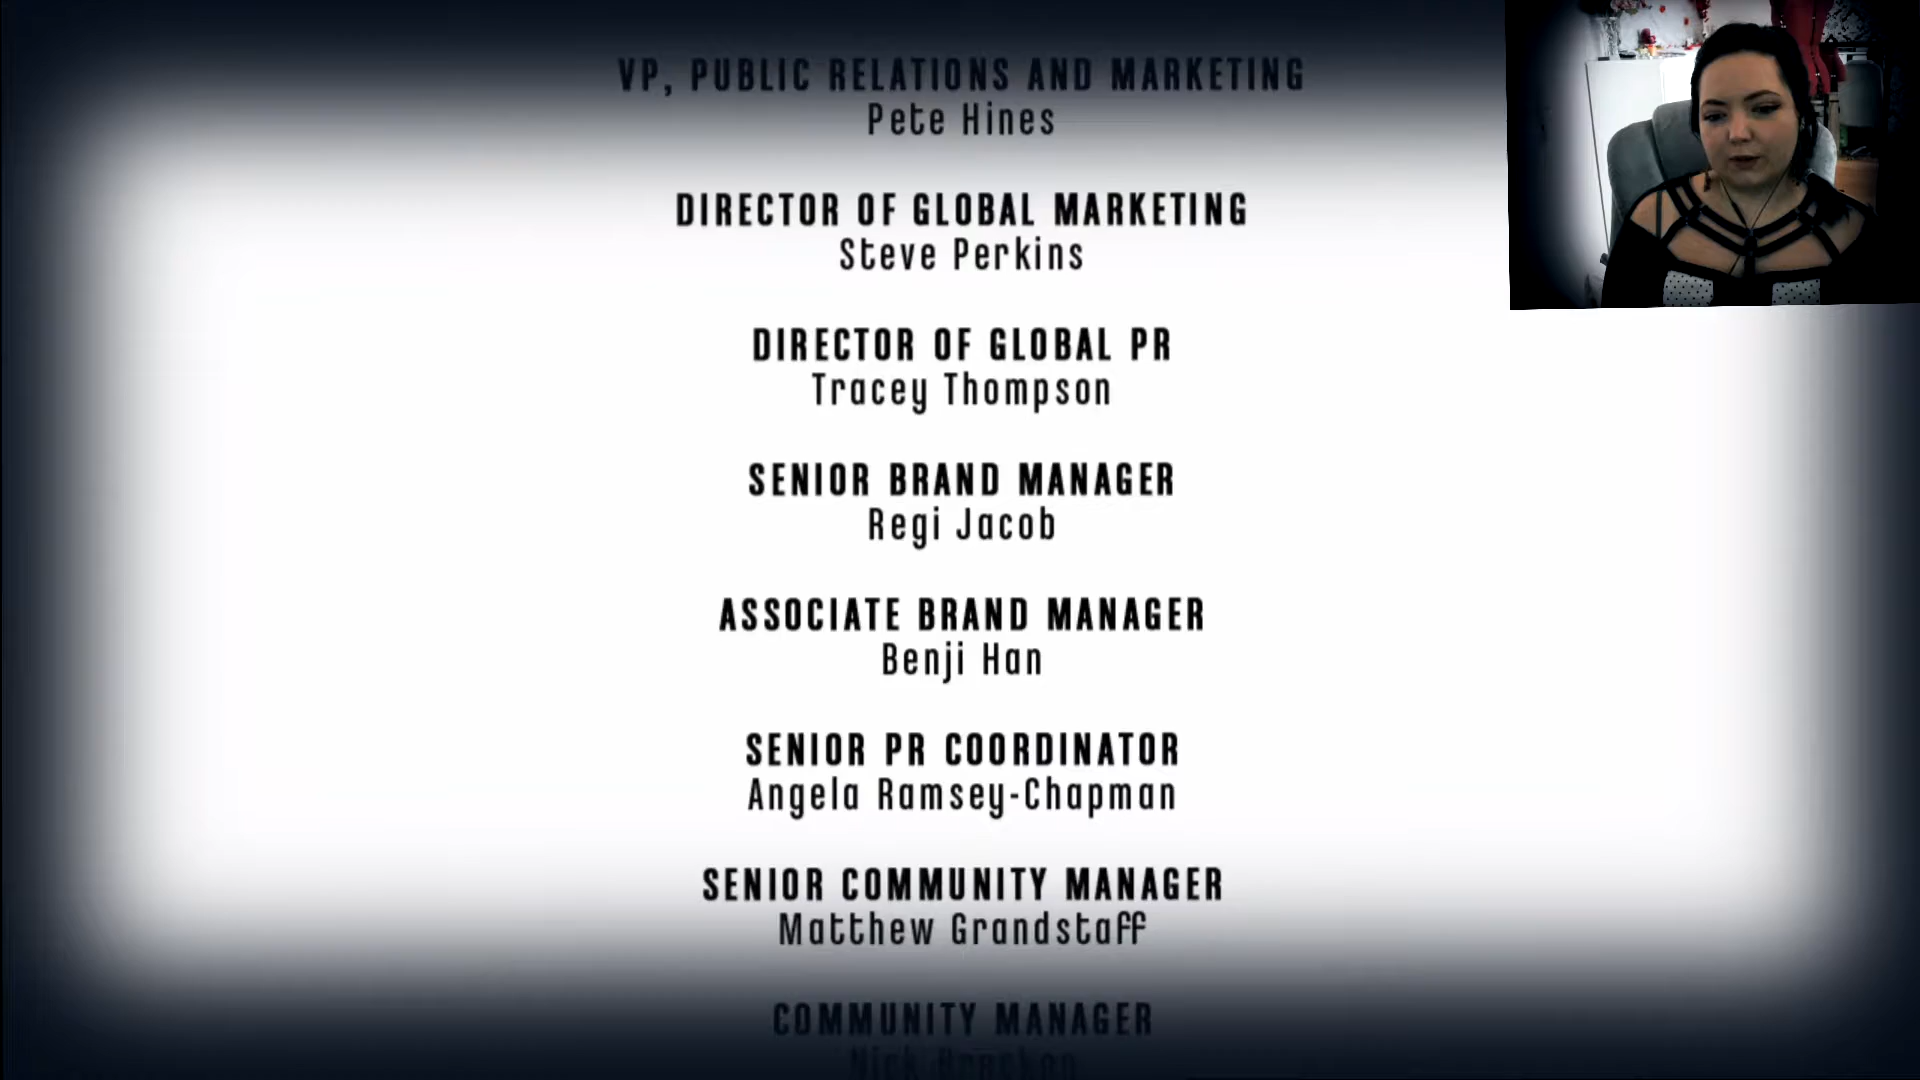 VP, PUBLIC RELATIONS AND MARKETING
Pete Hines
DIRECTOR OF GLOBAL MARKETING
Steve Perkins
DIRECTOR OF GLOBAL PR
Tracey Thompson
SENIOR BRAND MANAGER
Regi Jacob
ASSOCIATE BRAND MANAGER
Benji Han
SENIOR PR COORDINATOR
Angela Ramsey-Chapman
SENIOR COMMUNITY MANAGER
Matthew Grandstaff
COMMUNITY MANAGER
Nick